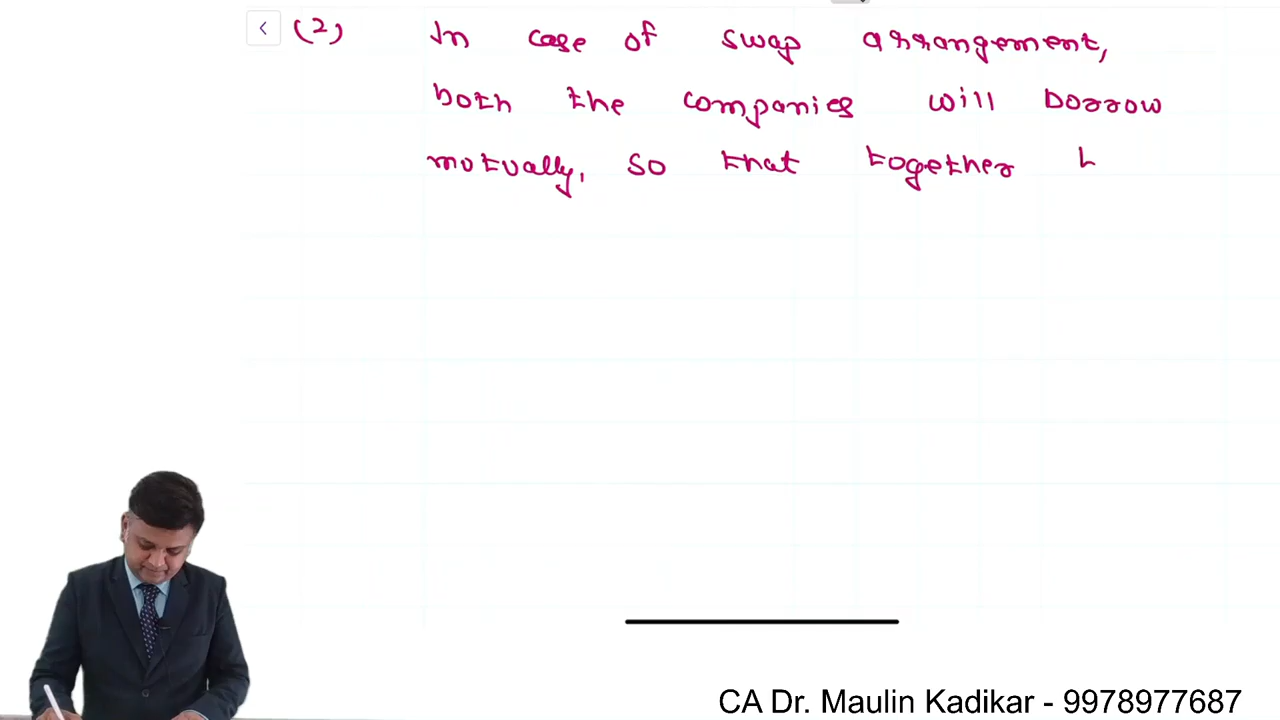 (2) In case of swap arrangement,
both the companies will borrow
mutually, so that together
CA Dr. Maulin Kadikar - 9978977687